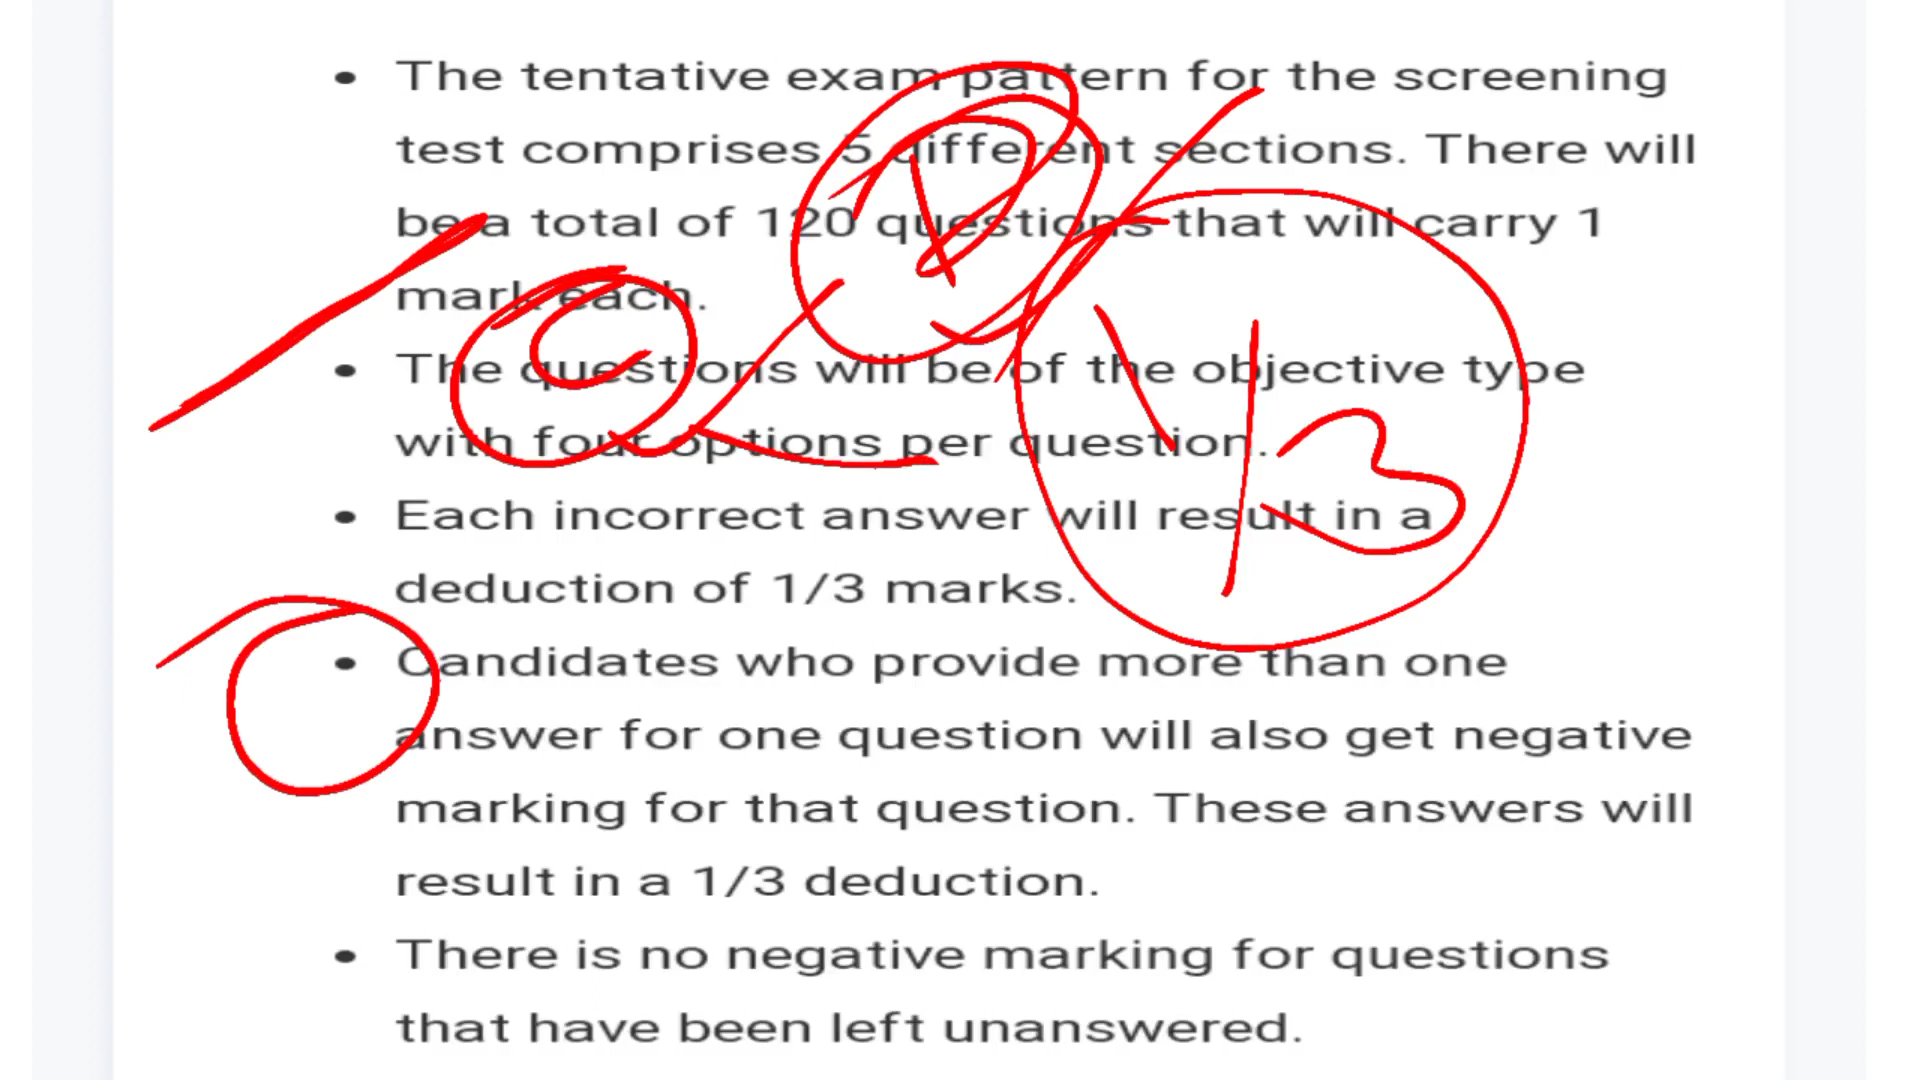 • The tentative exam pattern for the screening
test comprises 5 different sections. There will
be a total of 120 questions that will carry 1
mark each.
• The questions will be of the objective type
with four options per question.
• Each incorrect answer will result in a
deduction of 1/3 marks.
• Candidates who provide more than one
answer for one question will also get negative
marking for that question. These answers will
result in a 1/3 deduction.
• There is no negative marking for questions
that have been left unanswered.
1/3